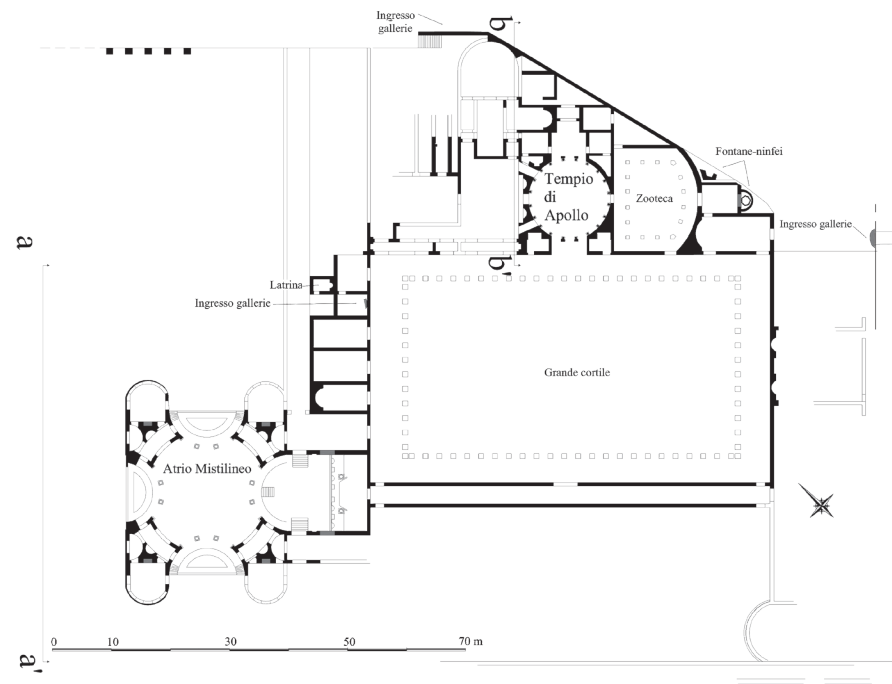 Ingresso
gallerie
b
Fontane-ninfei
Tempio
di
Apollo
Zooteca
Ingresso gallerie
a
b'
Latrina
Ingresso gallerie
Grande cortile
Atrio Mistilineo
0 10 30 50 70 m
a'